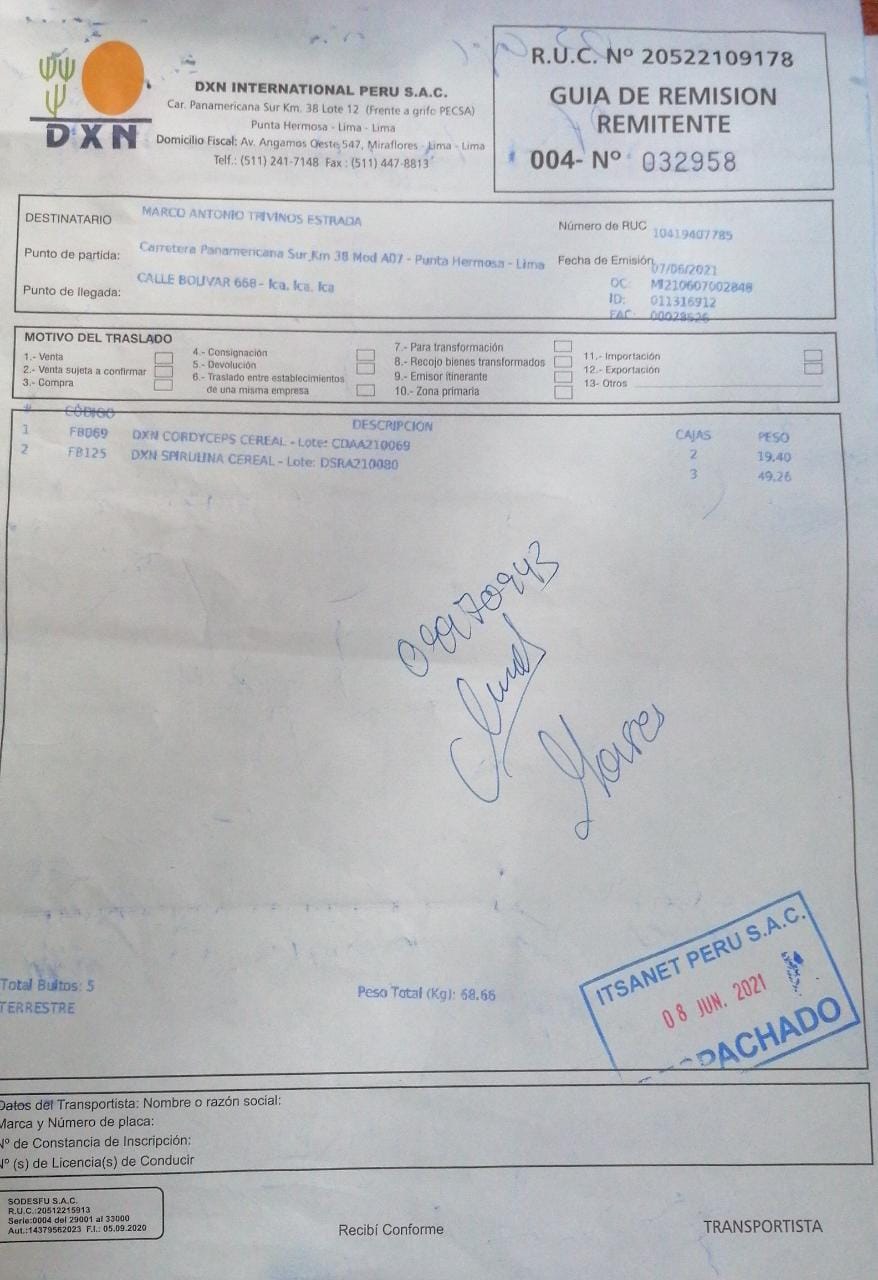 DXN
DXN INTERNATIONAL PERU S.A.C.
Car. Panamericana Sur Km. 38 Lote 12 (Frente a grifo PECSA)
Punta Hermosa - Lima - Lima
Domicilio Fiscal: Av. Angamos Oeste 547, Miraflores - Lima - Lima
Telf.: (511) 241-7148 Fax : (511) 447-8813
R.U.C. Nº 20522109178
GUIA DE REMISION
REMITENTE
004- Nº 032958
DESTINATARIO MARCO ANTONIO TRIVINOS ESTRADA
Número de RUC 10419407785
Punto de partida: Carretera Panamericana Sur Km 38 Mod A07 - Punta Hermosa - Lima
Fecha de Emisión 07/06/2021
Punto de llegada: CALLE BOLIVAR 668 - Ica, Ica, Ica
OC: MI210607002848
ID: 011316912
FAC: 00028526
MOTIVO DEL TRASLADO
1.- Venta
2.- Venta sujeta a confirmar
3.- Compra
4.- Consignación
5.- Devolución
6.- Traslado entre establecimientos
de una misma empresa
7.- Para transformación
8.- Recojo bienes transformados
9.- Emisor itinerante
10.- Zona primaria
11.- Importación
12.- Exportación
13- Otros
# CÓDIGO DESCRIPCION CAJAS PESO
1 FB069 DXN CORDYCEPS CEREAL - Lote: CDAA210069 2 19.40
2 FB125 DXN SPIRULINA CEREAL - Lote: DSRA210080 3 49.26
Total Bultos: 5
Peso Total (Kg): 68.66
TERRESTRE
ITSANET PERU S.A.C.
08 JUN. 2021
PACHADO
Datos del Transportista: Nombre o razón social:
Marca y Número de placa:
Nº de Constancia de Inscripción:
Nº (s) de Licencia(s) de Conducir
SODESFU S.A.C.
R.U.C.:20512215913
Serie:0004 del 29001 al 33000
Aut.:14379562023 F.I.: 05.09.2020
Recibí Conforme
TRANSPORTISTA